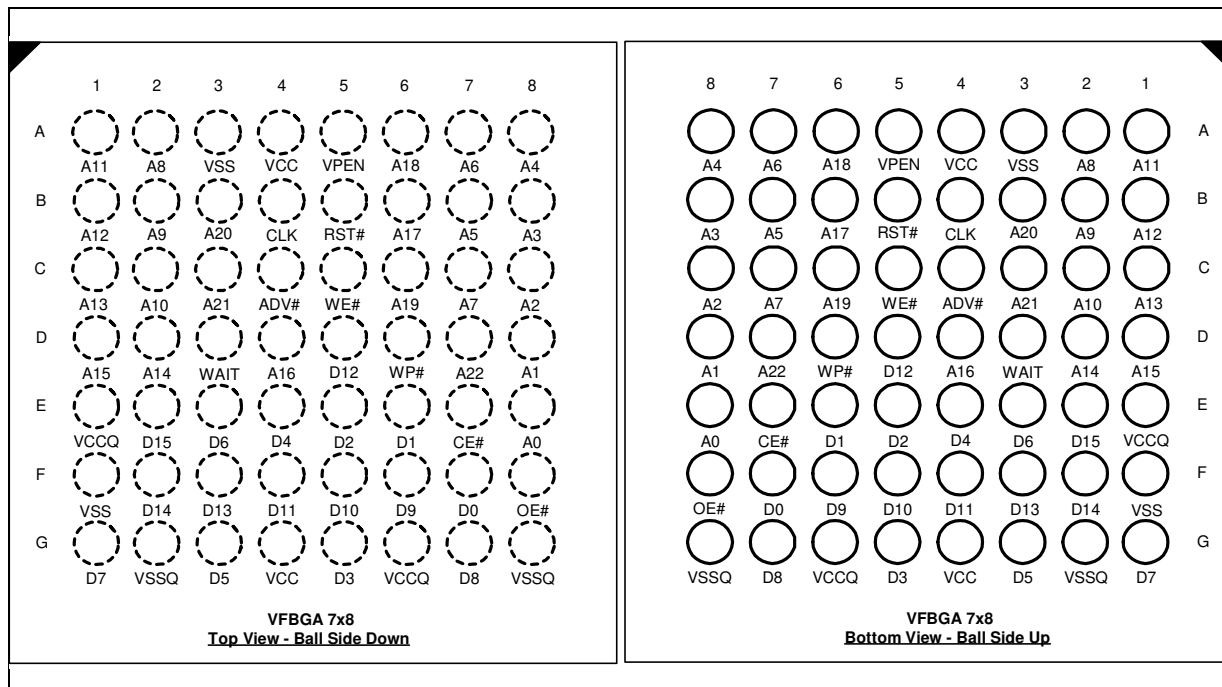 1 2 3 4 5 6 7 8
A
A11 A8 VSS VCC VPEN A18 A6 A4
B
A12 A9 A20 CLK RST# A17 A5 A3
C
A13 A10 A21 ADV# WE# A19 A7 A2
D
A15 A14 WAIT A16 D12 WP# A22 A1
E
VCCQ D15 D6 D4 D2 D1 CE# A0
F
VSS D14 D13 D11 D10 D9 D0 OE#
G
D7 VSSQ D5 VCC D3 VCCQ D8 VSSQ
VFBGA 7x8
Top View - Ball Side Down
8 7 6 5 4 3 2 1
A
A4 A6 A18 VPEN VCC VSS A8 A11
B
A3 A5 A17 RST# CLK A20 A9 A12
C
A2 A7 A19 WE# ADV# A21 A10 A13
D
A1 A22 WP# D12 A16 WAIT A14 A15
E
A0 CE# D1 D2 D4 D6 D15 VCCQ
F
OE# D0 D9 D10 D11 D13 D14 VSS
G
VSSQ D8 VCCQ D3 VCC D5 VSSQ D7
VFBGA 7x8
Bottom View - Ball Side Up